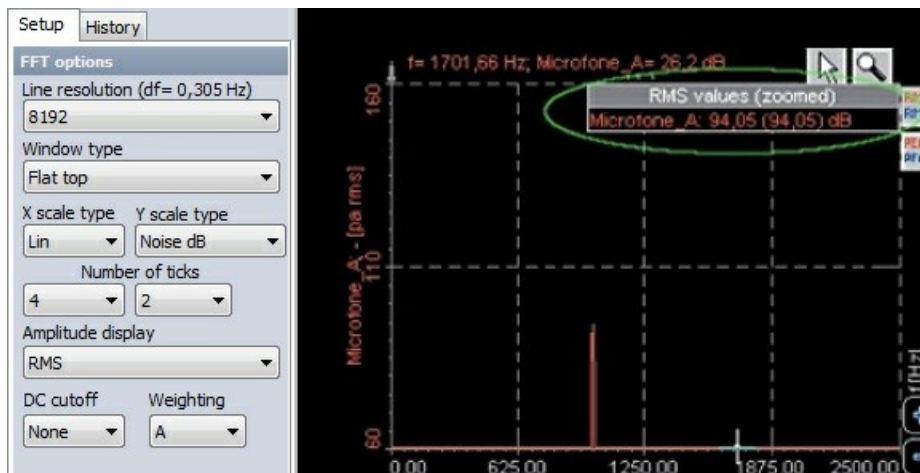 Setup
History
FFT options
Line resolution (df= 0,305 Hz)
8192
Window type
Flat top
X scale type
Y scale type
Lin
Noise dB
Number of ticks
4
2
Amplitude display
RMS
DC cutoff
Weighting
None
A
f= 1701,66 Hz; Microfone_A= 26,2 dB
RMS values (zoomed)
Microtone_A: 94,05 (94,05) dB
Microtone_A; - [pa rms]
160
110
60
0.00
625.00
1250.00
1875.00
2500.00